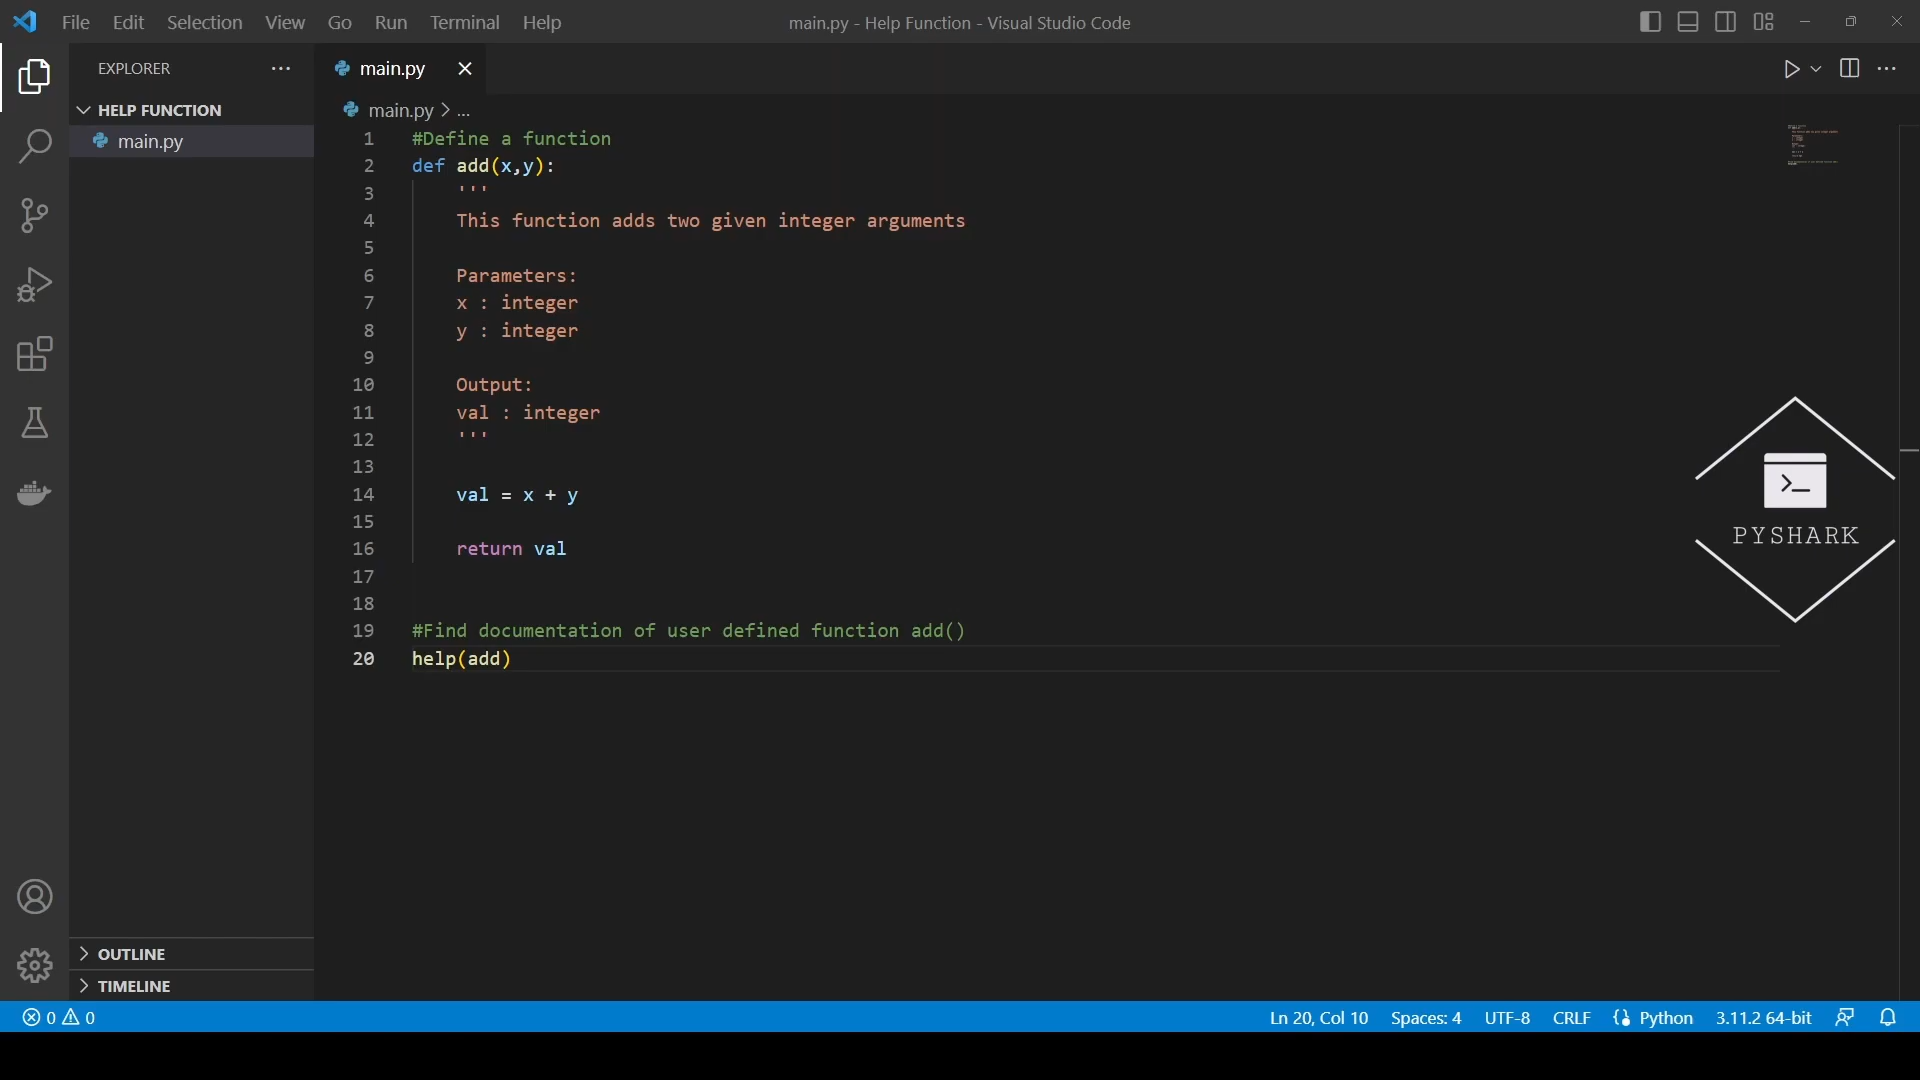 File Edit Selection View Go Run Terminal Help
main.py - Help Function - Visual Studio Code
EXPLORER
main.py
HELP FUNCTION
main.py
main.py > ...
1 #Define a function
2 def add(x,y):
3 '''
4 This function adds two given integer arguments
5
6 Parameters:
7 x : integer
8 y : integer
9
10 Output:
11 val : integer
12 '''
13
14 val = x + y
15
16 return val
17
18
19 #Find documentation of user defined function add()
20 help(add)
>_
PYSHARK
OUTLINE
TIMELINE
0 0
Ln 20, Col 10 Spaces: 4 UTF-8 CRLF {} Python 3.11.2 64-bit